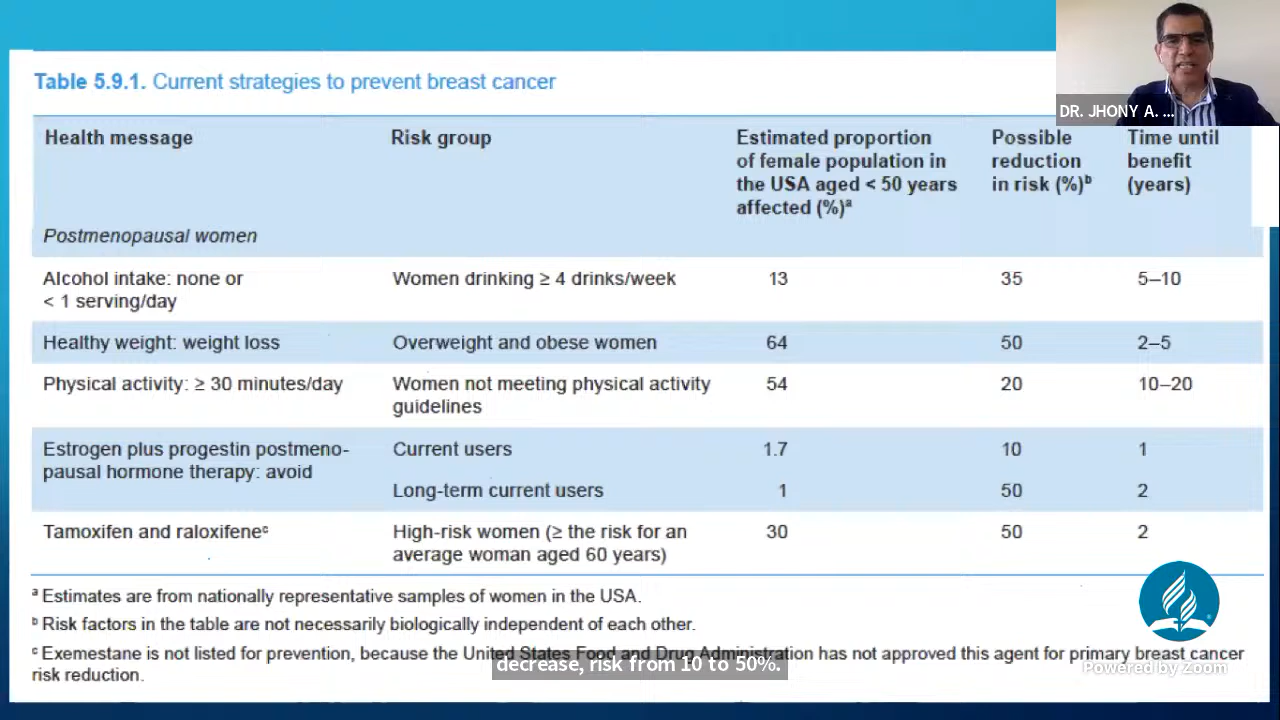 DR. JHONY A. ...
Table 5.9.1. Current strategies to prevent breast cancer
Health message
Risk group
Estimated proportion
of female population in
the USA aged < 50 years
affected (%)ᵃ
Possible
reduction
in risk (%)ᵇ
Time until
benefit
(years)
Postmenopausal women
Alcohol intake: none or
< 1 serving/day
Women drinking ≥ 4 drinks/week
13
35
5–10
Healthy weight: weight loss
Overweight and obese women
64
50
2–5
Physical activity: ≥ 30 minutes/day
Women not meeting physical activity
guidelines
54
20
10–20
Estrogen plus progestin postmeno-
pausal hormone therapy: avoid
Current users
1.7
10
1
Long-term current users
1
50
2
Tamoxifen and raloxifeneᶜ
High-risk women (≥ the risk for an
average woman aged 60 years)
30
50
2
ᵃ Estimates are from nationally representative samples of women in the USA.
ᵇ Risk factors in the table are not necessarily biologically independent of each other.
ᶜ Exemestane is not listed for prevention, because the United States Food and Drug Administration has not approved this agent for primary breast cancer
risk reduction.
decrease, risk from 10 to 50%.
Powered by Zoom